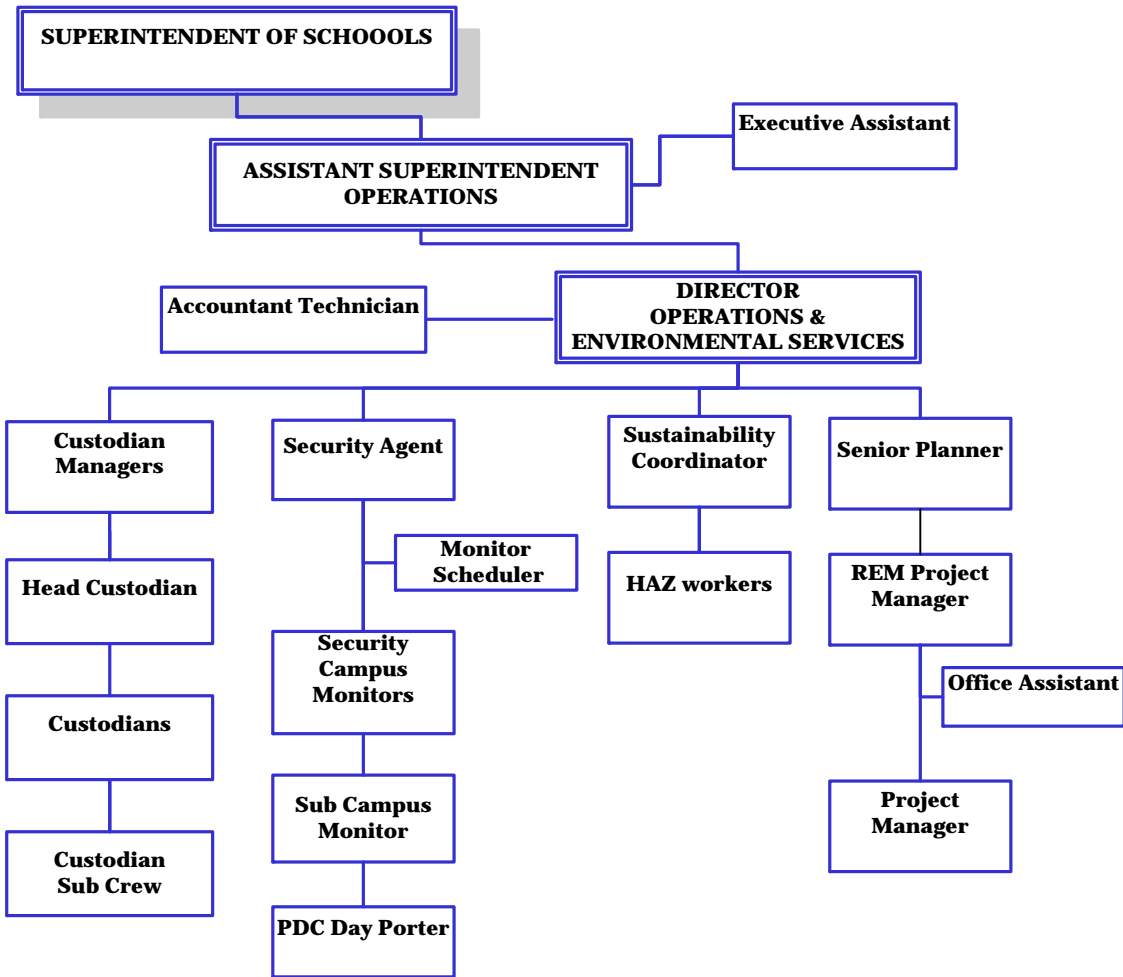 SUPERINTENDENT OF SCHOOOLS
Executive Assistant
ASSISTANT SUPERINTENDENT
OPERATIONS
Accountant Technician
DIRECTOR
OPERATIONS &
ENVIRONMENTAL SERVICES
Custodian
Managers
Security Agent
Sustainability
Coordinator
Senior Planner
Head Custodian
Monitor
Scheduler
HAZ workers
REM Project
Manager
Security
Campus
Monitors
Office Assistant
Custodians
Sub Campus
Monitor
Project
Manager
Custodian
Sub Crew
PDC Day Porter